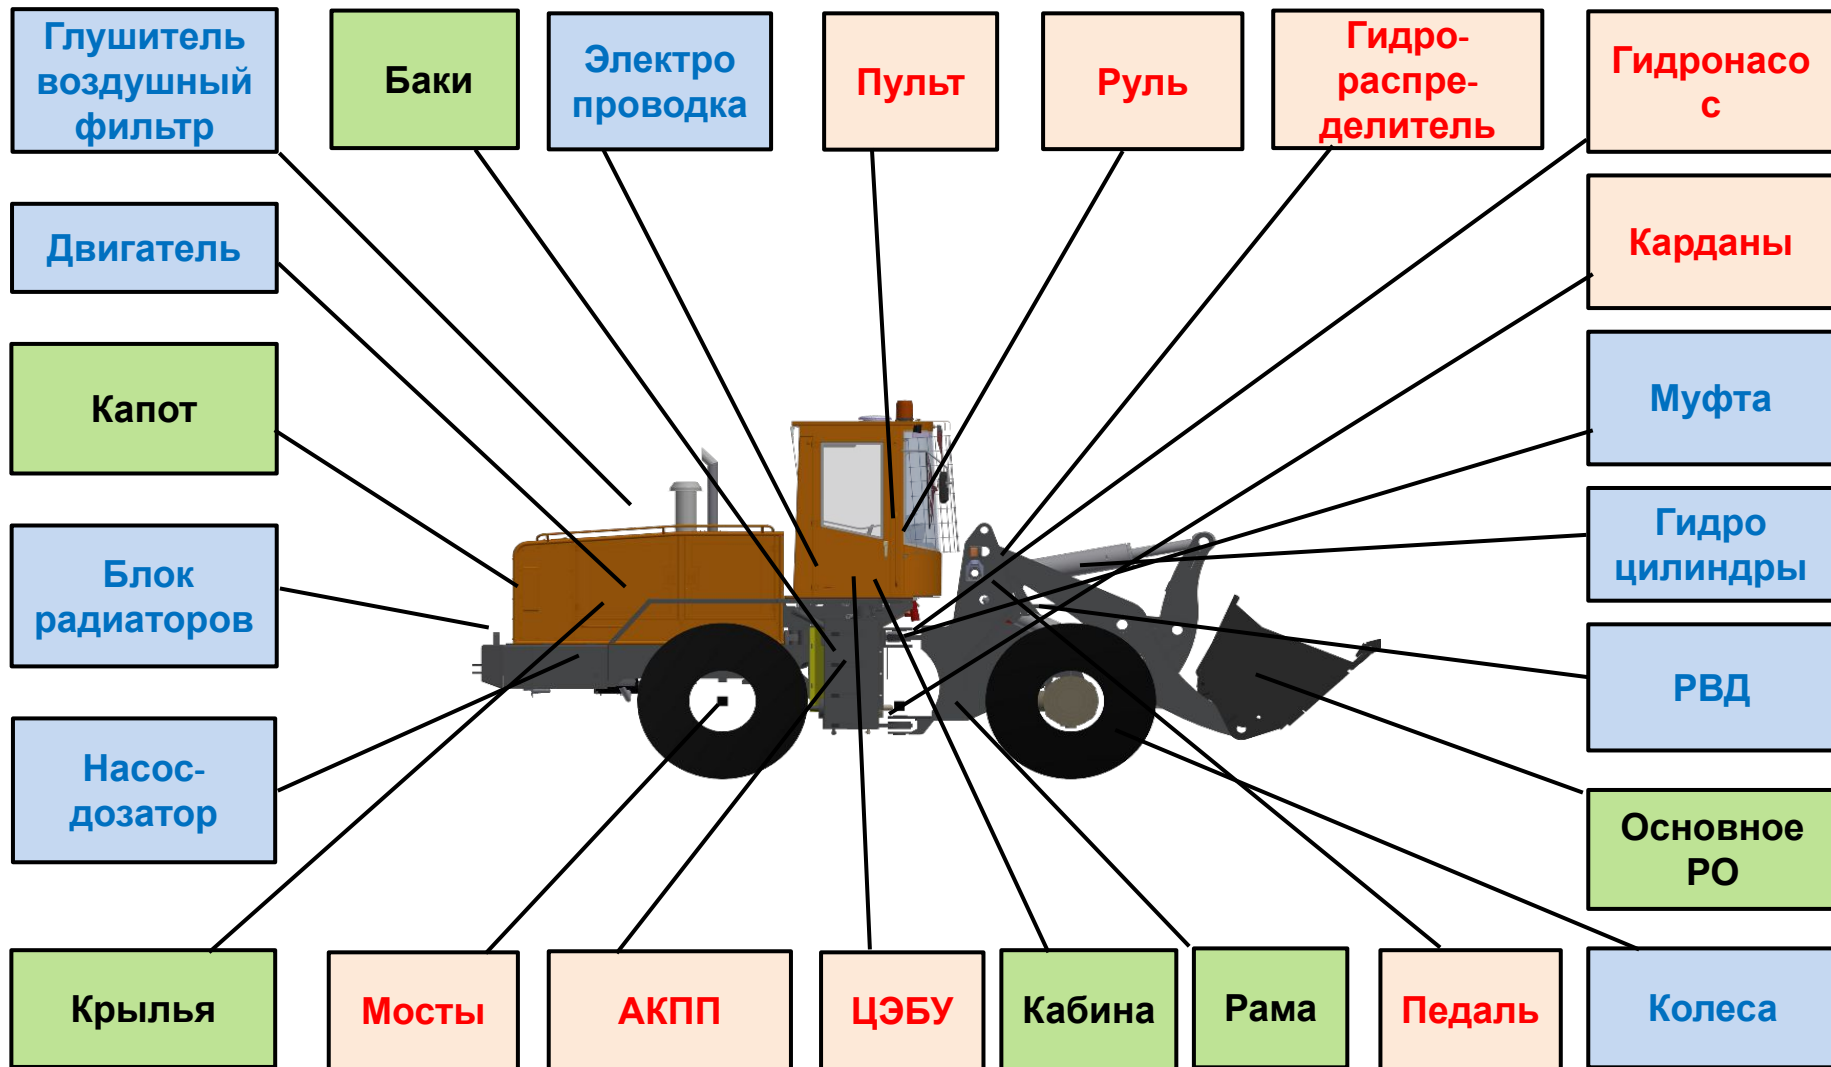 Глушитель
воздушный
фильтр
Баки
Электро
проводка
Пульт
Руль
Гидро-
распре-
делитель
Гидронасо
с
Двигатель
Карданы
Капот
Муфта
Блок
радиаторов
Гидро
цилиндры
Насос-
дозатор
РВД
Основное
РО
Крылья
Мосты
АКПП
ЦЭБУ
Кабина
Рама
Педаль
Колеса